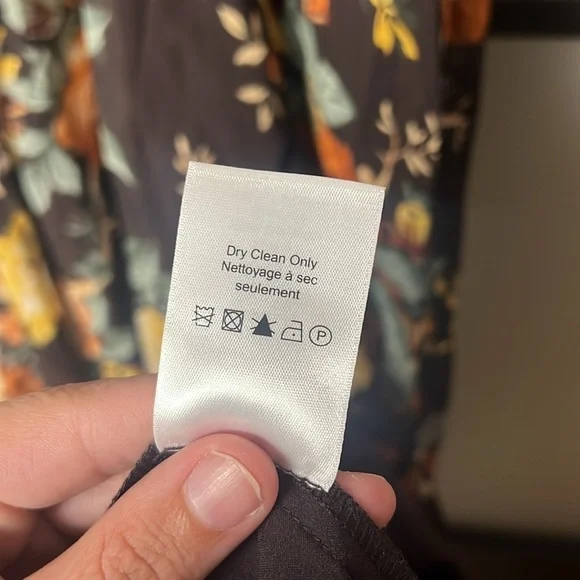 Dry Clean Only
Nettoyage à sec
seulement
P